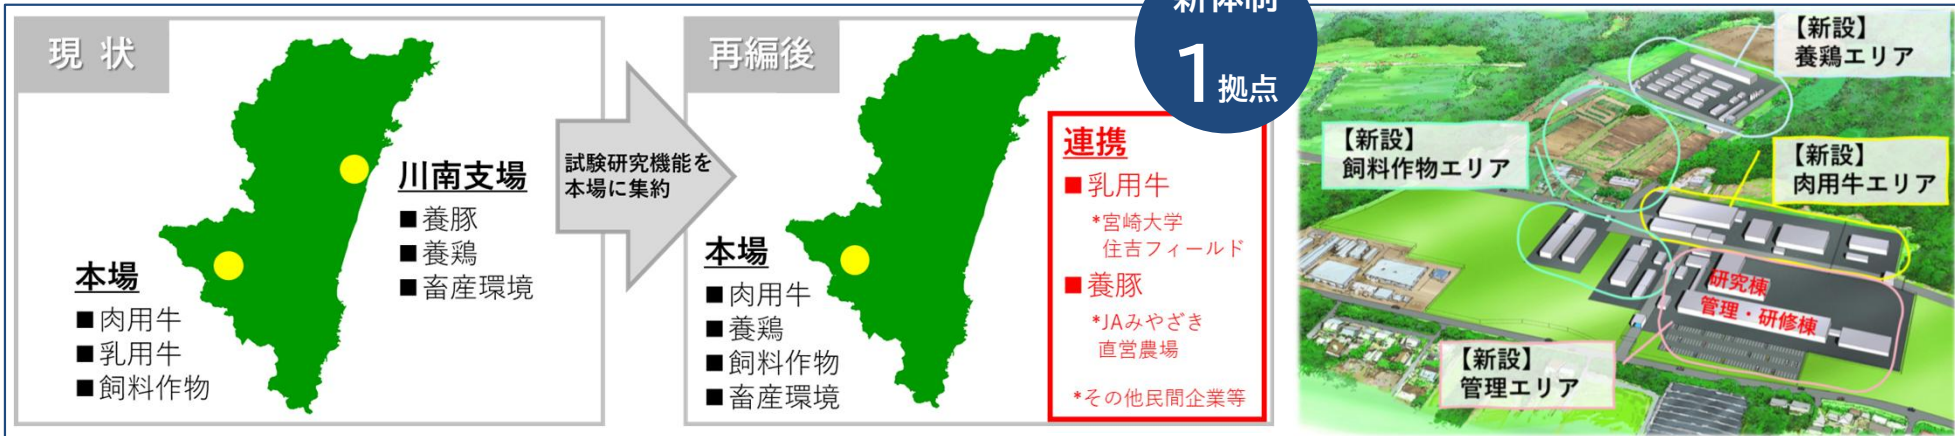 現 状
本場
■肉用牛
■乳用牛
■飼料作物
川南支場
■養豚
■養鶏
■畜産環境
試験研究機能を
本場に集約
再編後
本場
■肉用牛
■養鶏
■飼料作物
■畜産環境
新体制
1拠点
連携
■乳用牛
*宮崎大学
住吉フィールド
■養豚
*JAみやざき
直営農場
*その他民間企業等
【新設】
養鶏エリア
【新設】
飼料作物エリア
【新設】
肉用牛エリア
研究棟
管理・研修棟
【新設】
管理エリア